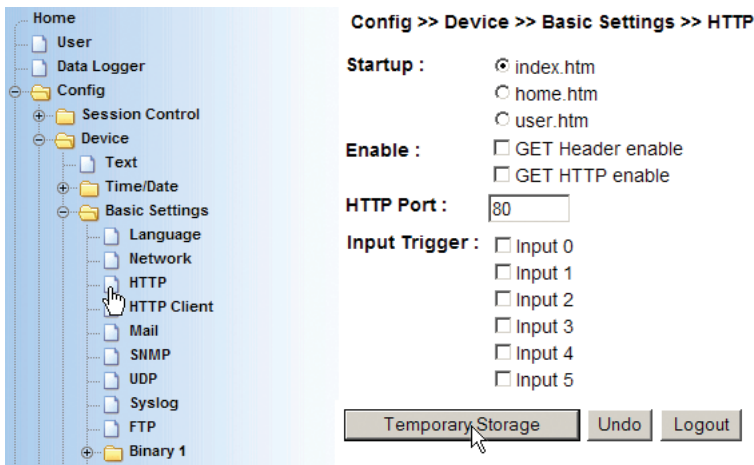 Home
User
Data Logger
Config
Session Control
Device
Text
Time/Date
Basic Settings
Language
Network
HTTP
HTTP Client
Mail
SNMP
UDP
Syslog
FTP
Binary 1
Config >> Device >> Basic Settings >> HTTP
Startup :
index.htm
home.htm
user.htm
Enable :
GET Header enable
GET HTTP enable
HTTP Port :
80
Input Trigger :
Input 0
Input 1
Input 2
Input 3
Input 4
Input 5
Temporary Storage
Undo
Logout